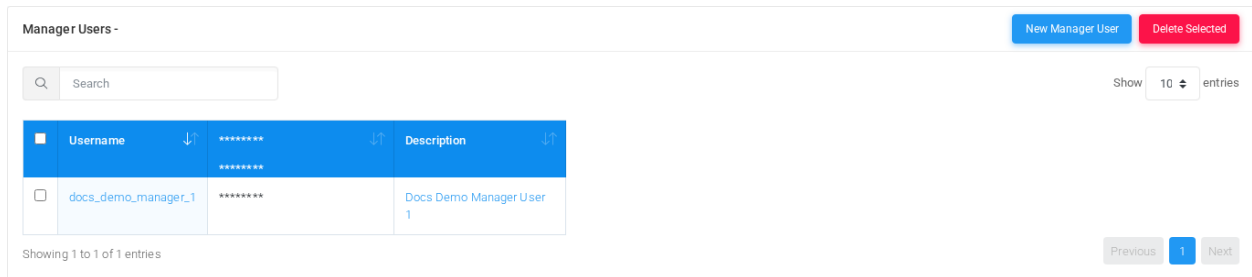 Manager Users -
New Manager User
Delete Selected
Search
Show 10 entries
Username
********
********
Description
docs_demo_manager_1
********
Docs Demo Manager User
1
Showing 1 to 1 of 1 entries
Previous
1
Next